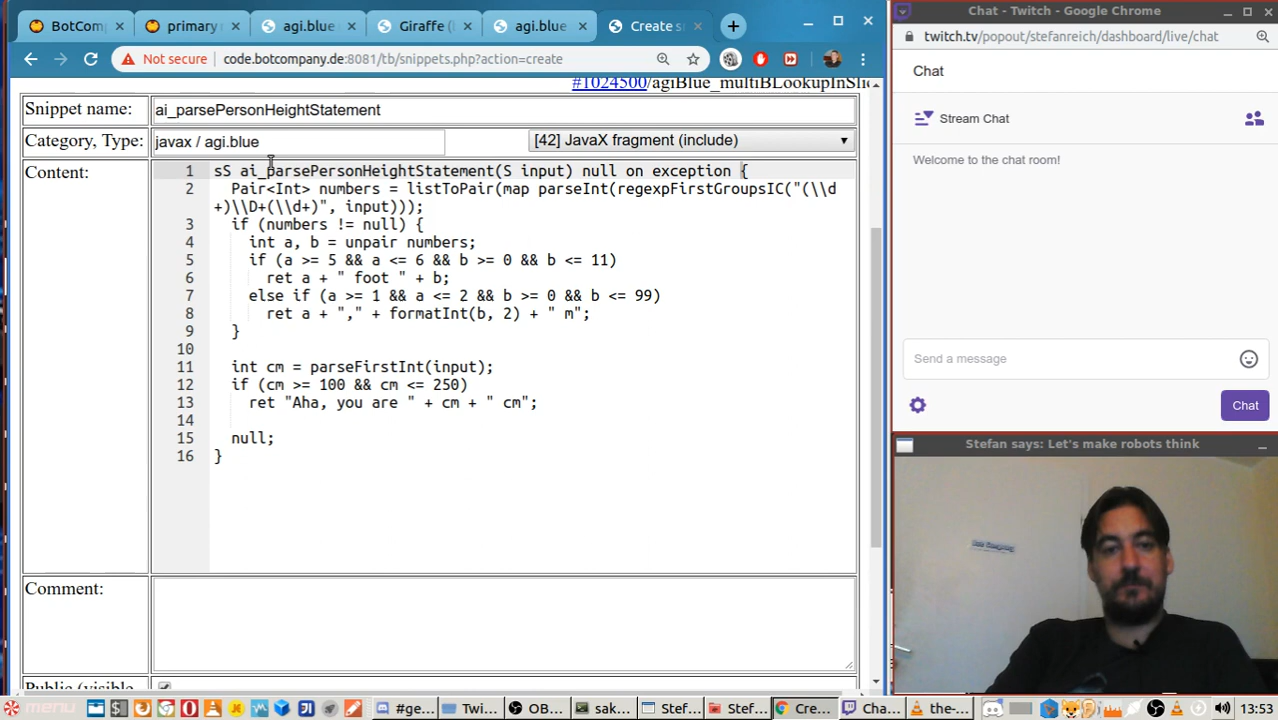 BotCom
primary
agi.blue
Giraffe (
agi.blue
Create s
Not secure
code.botcompany.de:8081/tb/snippets.php?action=create
#1024500/agiBlue_multiBLookupInSli
Snippet name:
ai_parsePersonHeightStatement
Category, Type:
javax / agi.blue
[42] JavaX fragment (include)
Content:
1 sS ai_parsePersonHeightStatement(S input) null on exception {
2 Pair<Int> numbers = listToPair(map parseInt(regexpFirstGroupsIC("(\\d
+)\\D+(\\d+)", input)));
3 if (numbers != null) {
4 int a, b = unpair numbers;
5 if (a >= 5 && a <= 6 && b >= 0 && b <= 11)
6 ret a + " foot " + b;
7 else if (a >= 1 && a <= 2 && b >= 0 && b <= 99)
8 ret a + "," + formatInt(b, 2) + " m";
9 }
10
11 int cm = parseFirstInt(input);
12 if (cm >= 100 && cm <= 250)
13 ret "Aha, you are " + cm + " cm";
14
15 null;
16 }
Comment:
Public (visible
Chat - Twitch - Google Chrome
twitch.tv/popout/stefanreich/dashboard/live/chat
Chat
Stream Chat
Welcome to the chat room!
Send a message
Chat
Stefan says: Let's make robots think
menu
#ge...
Twi...
OB...
sak...
Stef...
Stef...
Cre...
Cha...
the-...
13:53